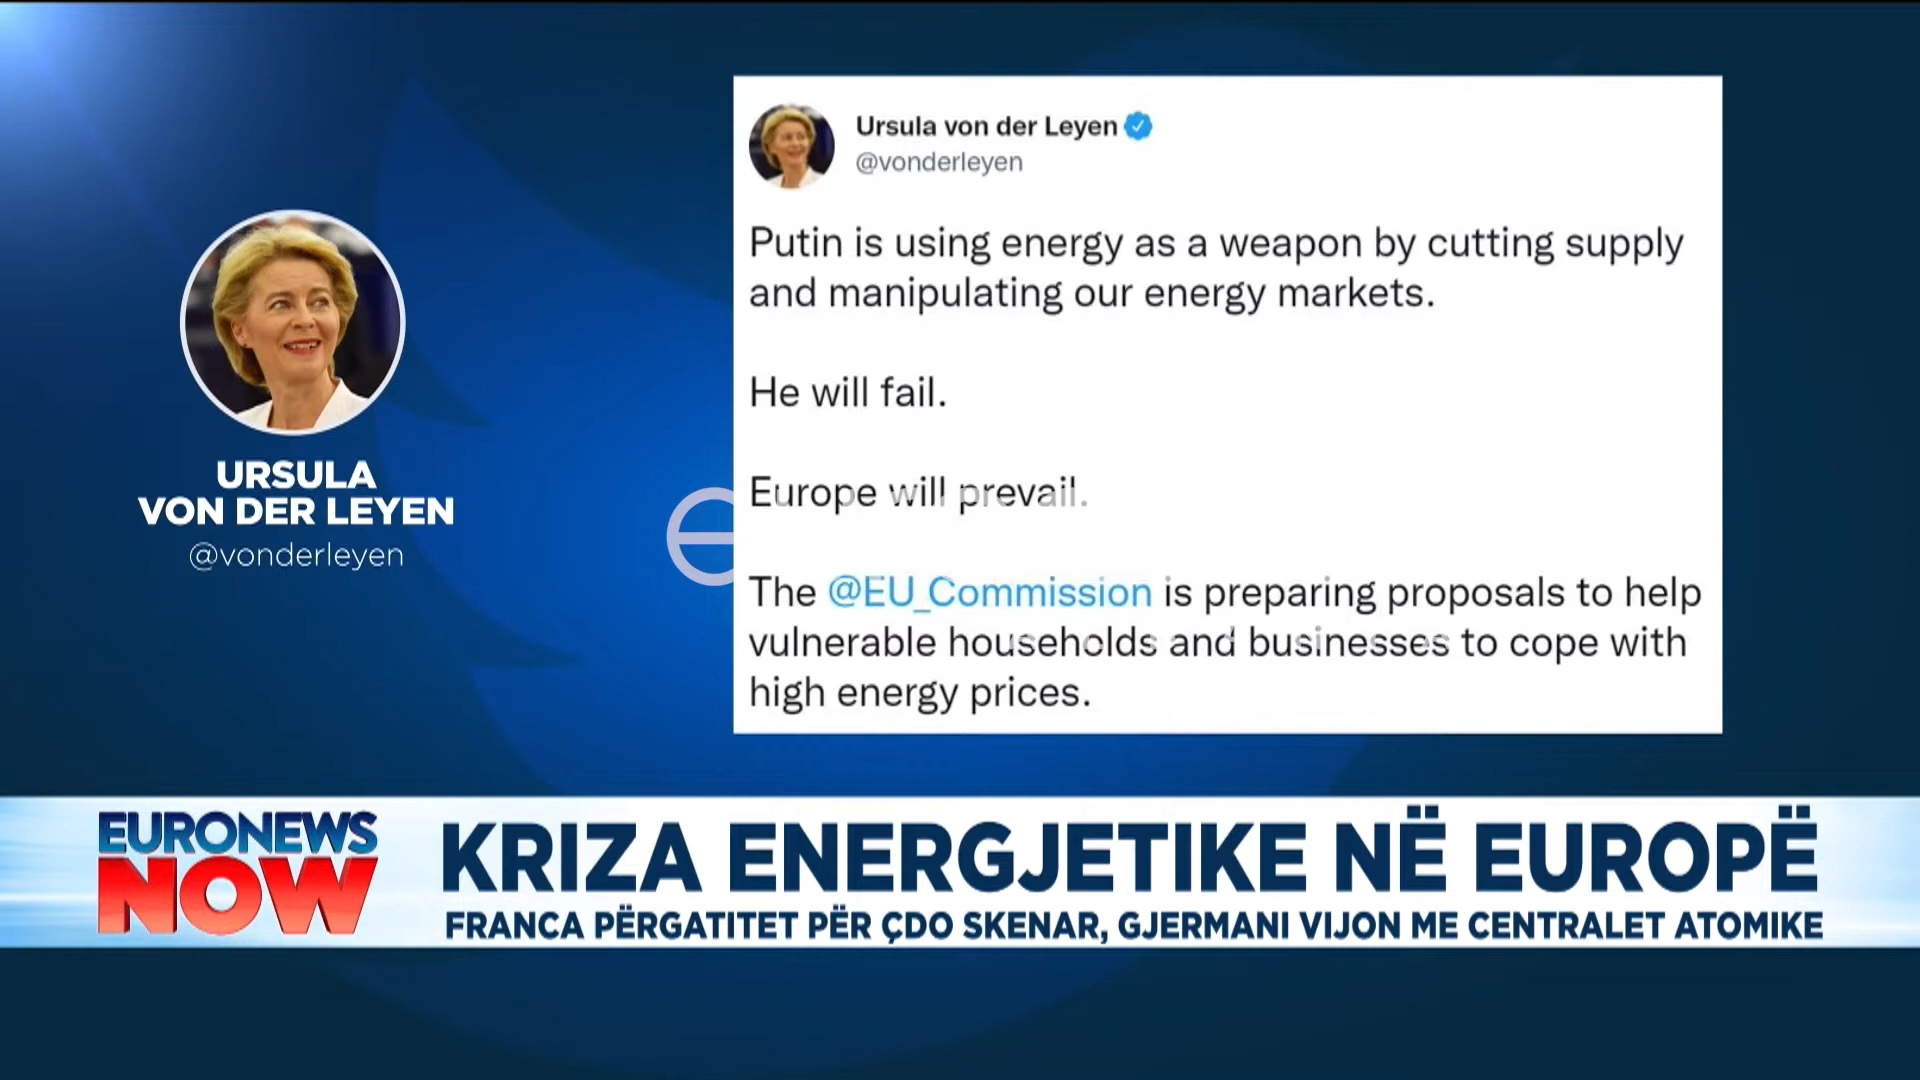 Ursula von der Leyen
@vonderleyen
Putin is using energy as a weapon by cutting supply
and manipulating our energy markets.
He will fail.
Europe will prevail.
The @EU_Commission is preparing proposals to help
vulnerable households and businesses to cope with
high energy prices.
URSULA
VON DER LEYEN
@vonderleyen
EURONEWS
NOW
KRIZA ENERGJETIKE NË EUROPË
FRANCA PËRGATITET PËR ÇDO SKENAR, GJERMANI VIJON ME CENTRALET ATOMIKE